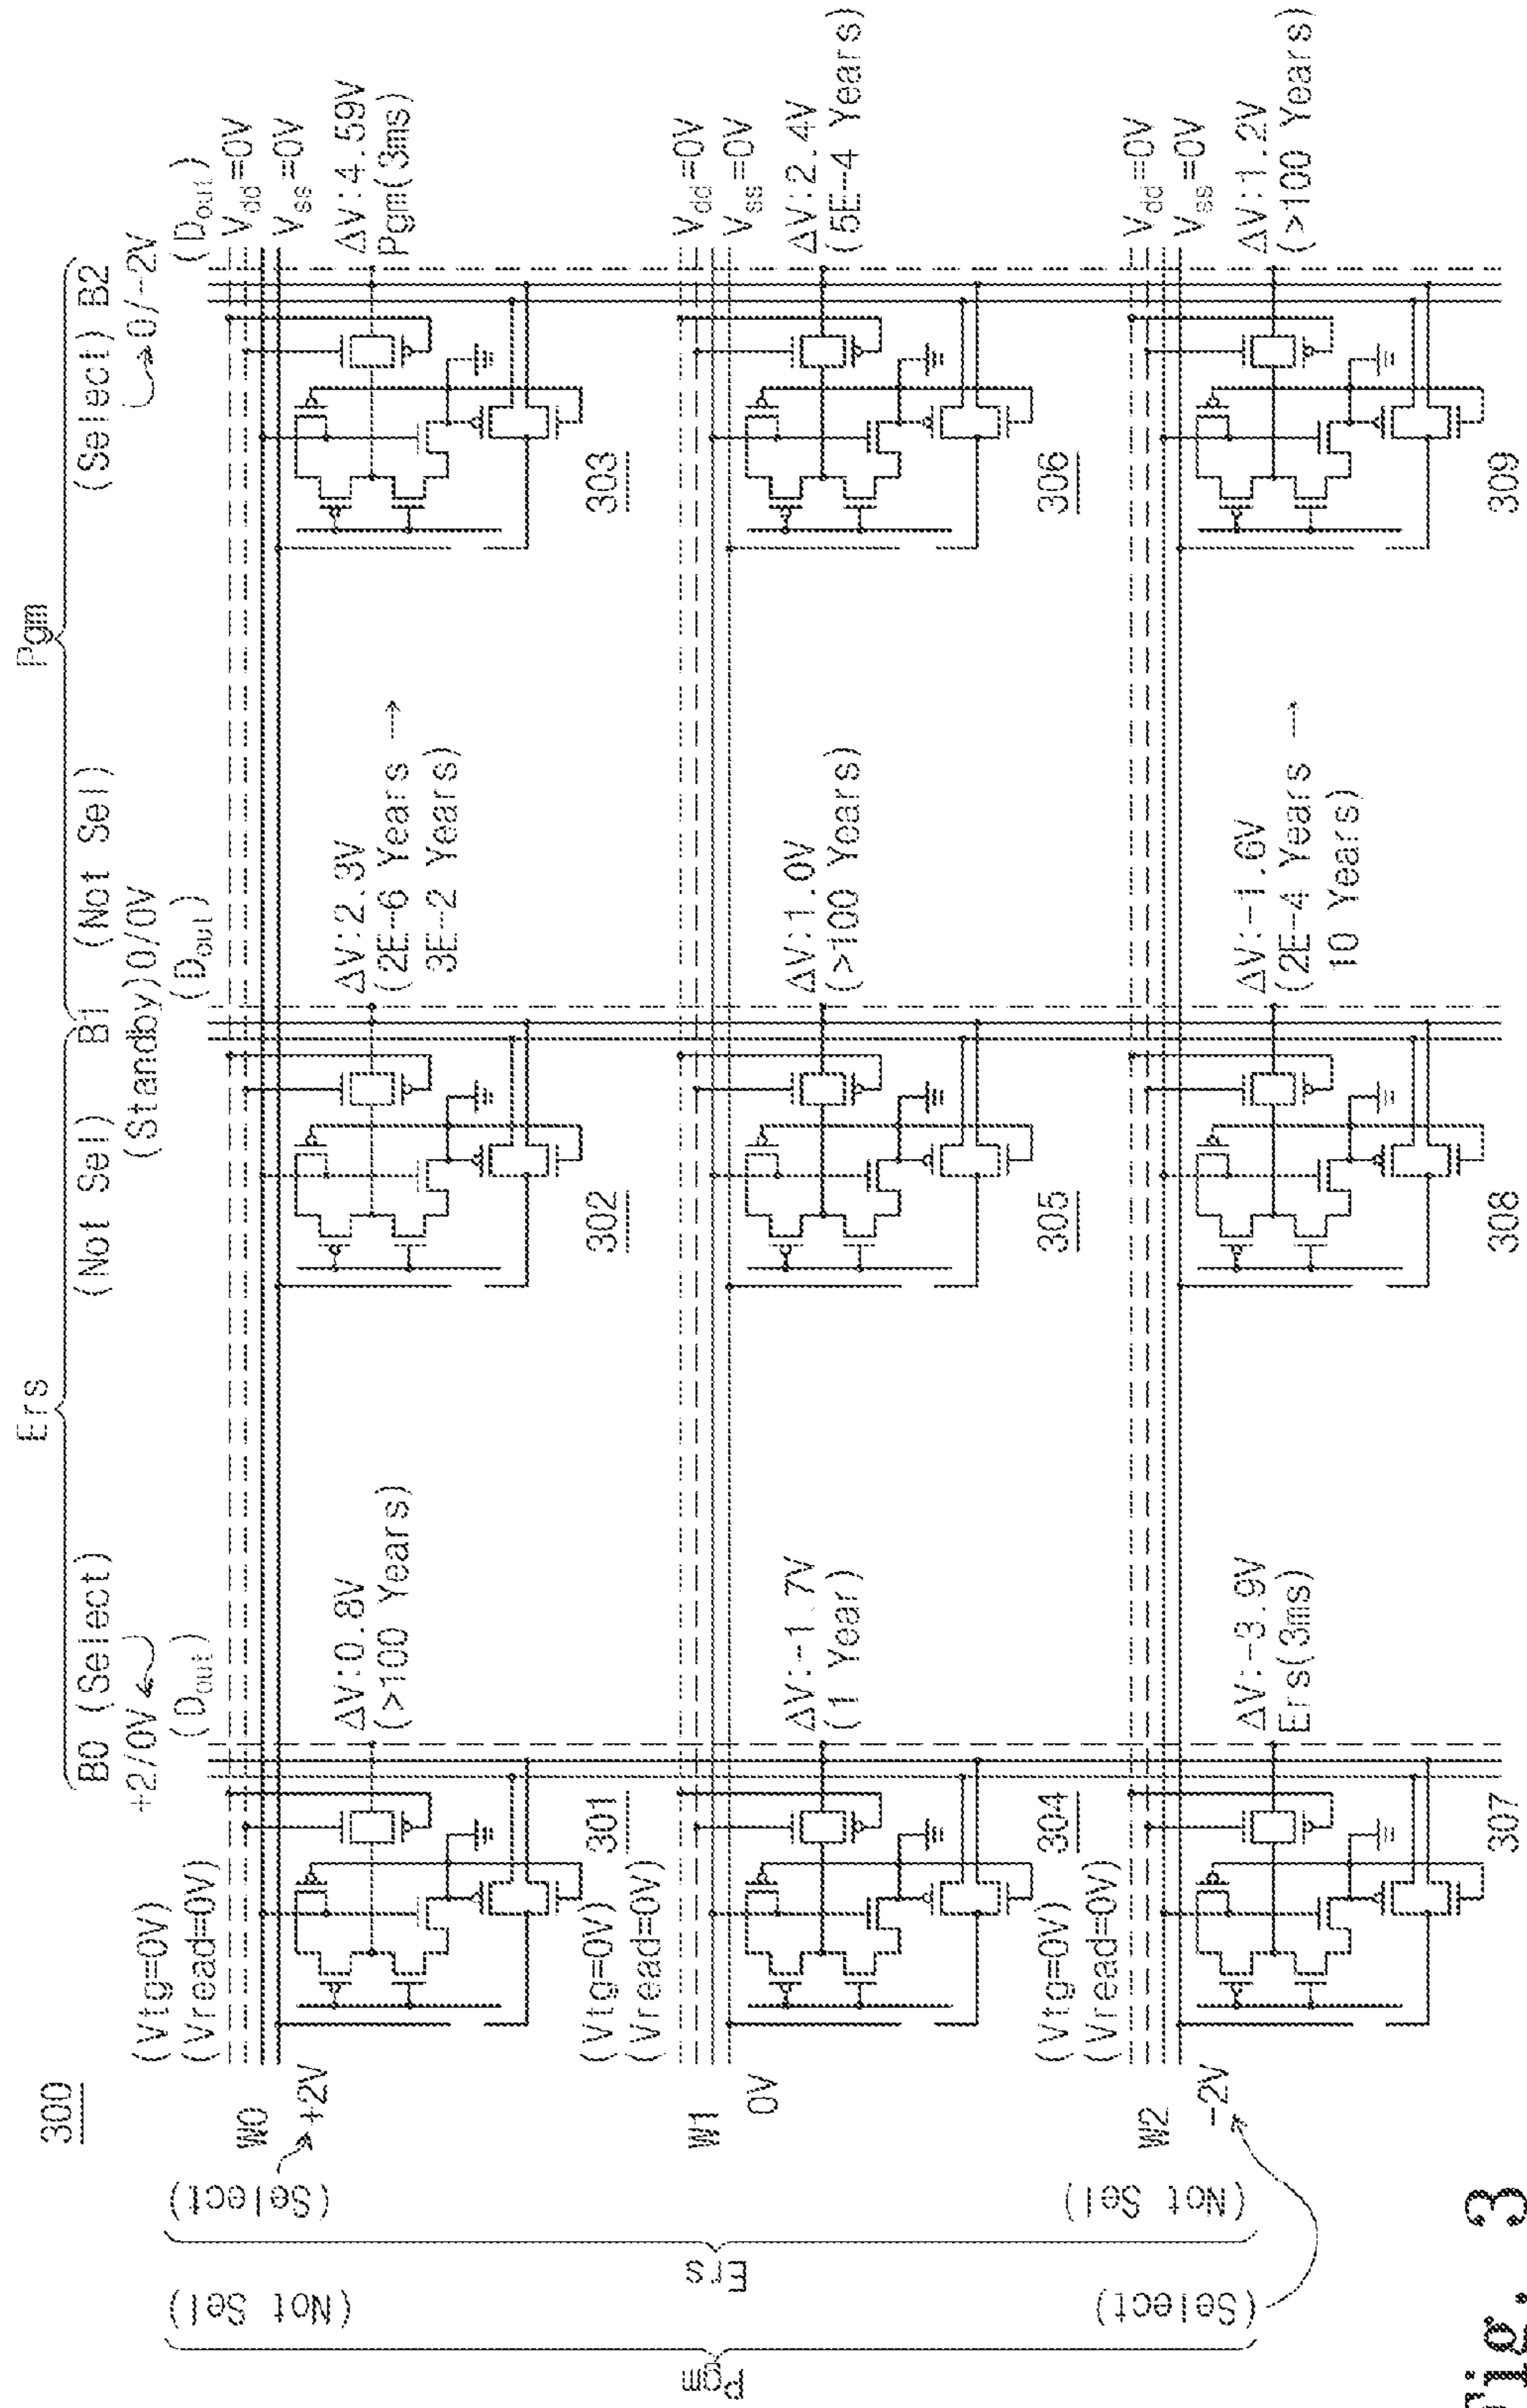 300
Ers
Pgm
B0 (Select)
(Not Sel) B1 (Not Sel)
(Select) B2
+2/0V
(Standby)0/0V
0/-2V
(Dout)
(Dout)
(Dout)
(Vtg=0V)
(Vread=0V)
Vdd=0V
Vss=0V
W0
+2V
ΔV:0.8V
(>100 Years)
ΔV:2.3V
(2E-6 Years →
3E-2 Years)
ΔV:4.59V
Pgm(3ms)
301
302
303
(Vtg=0V)
(Vread=0V)
Vdd=0V
Vss=0V
W1
0V
ΔV:-1.7V
(1 Year)
ΔV:1.0V
(>100 Years)
ΔV:2.4V
(5E-4 Years)
304
305
306
(Vtg=0V)
(Vread=0V)
Vdd=0V
Vss=0V
W2
-2V
ΔV:-3.9V
Ers(3ms)
ΔV:-1.6V
(2E-4 Years →
10 Years)
ΔV:1.2V
(>100 Years)
307
308
309
(Select)
(Not Sel)
Ers
(Not Sel)
(Select)
Pgm
Fig. 3